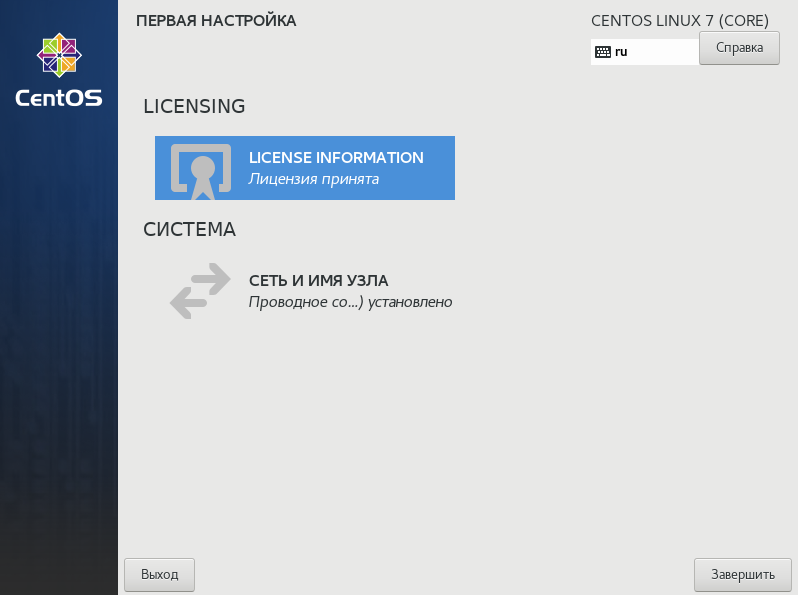 ПЕРВАЯ НАСТРОЙКА
CENTOS LINUX 7 (CORE)
ru
Справка
CentOS
LICENSING
LICENSE INFORMATION
Лицензия принята
СИСТЕМА
СЕТЬ И ИМЯ УЗЛА
Проводное со...) установлено
Выход
Завершить